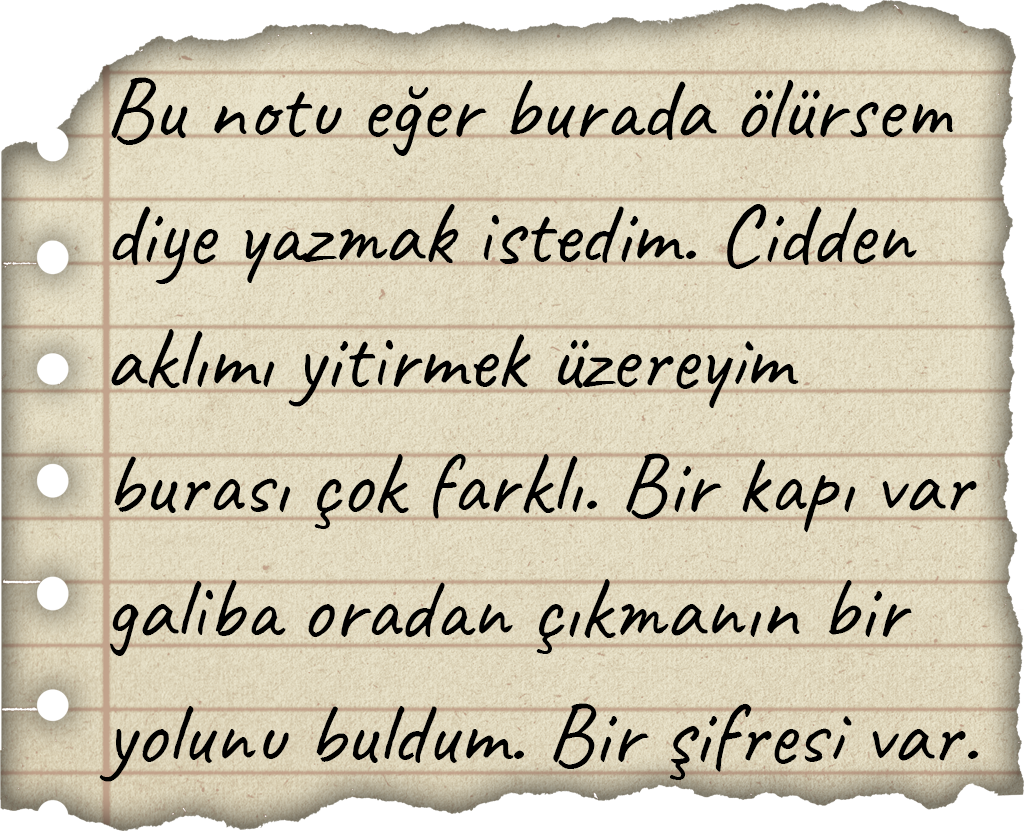 Bu notu eğer burada ölürsem
diye yazmak istedim. Cidden
aklımı yitirmek üzereyim
burası çok farklı. Bir kapı var
galiba oradan çıkmanın bir
yolunu buldum. Bir şifresi var.